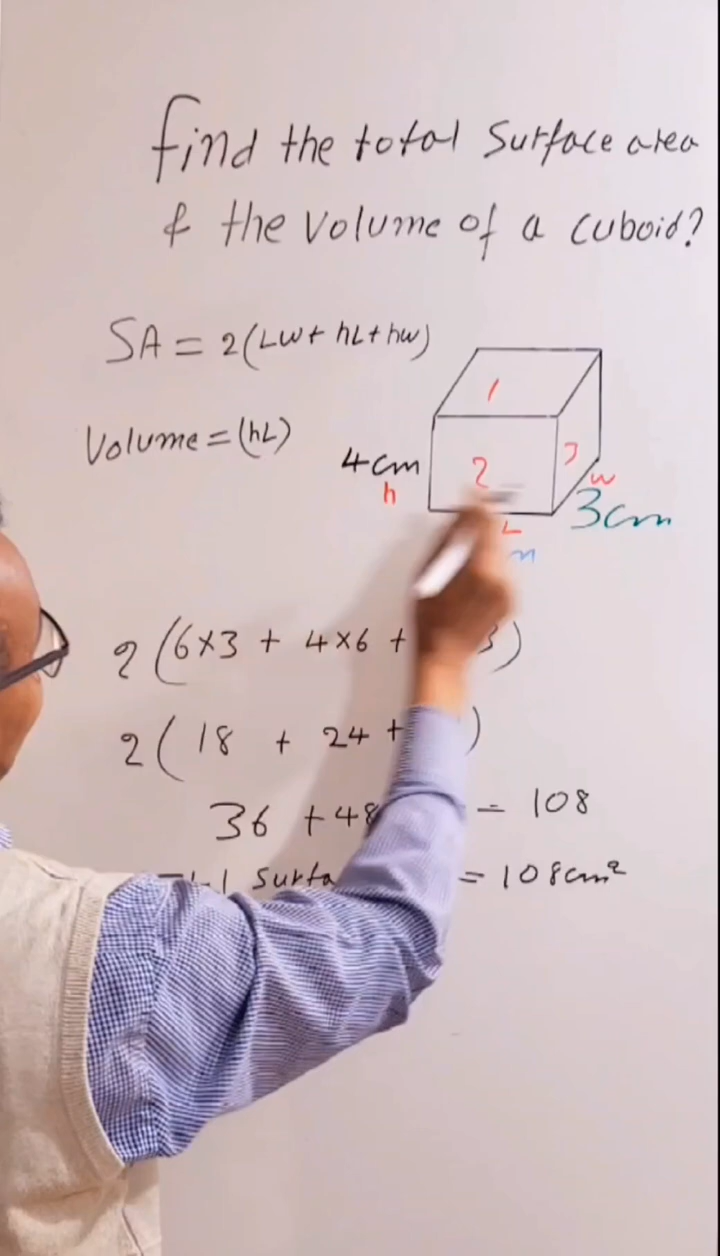 find the total surface area
& the volume of a cuboid?
SA = 2(LW + hL + hw)
Volume = (hL)
1
4cm
2
3
h
w
3cm
L
m
2(6×3 + 4×6 + 3)
2(18 + 24 + )
36 + 48 = 108
surfa = 108cm²